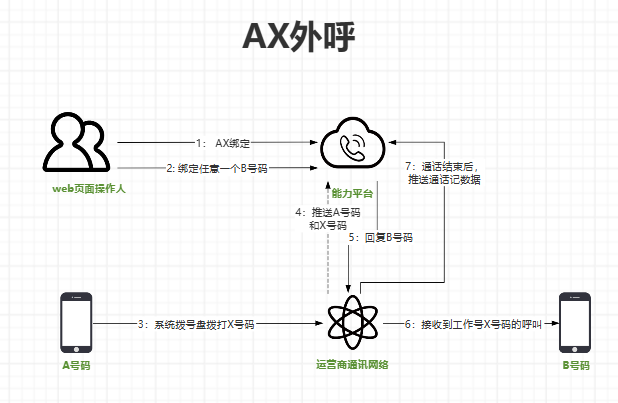 AX外呼
1： AX绑定
2: 绑定任意一个B号码
web页面操作人
能力平台
7：通话结束后，
推送通话记数据
4：推送A号码
和X号码
5：回复B号码
3：系统拨号盘拨打X号码
6：接收到工作号X号码的呼叫
A号码
运营商通讯网络
B号码